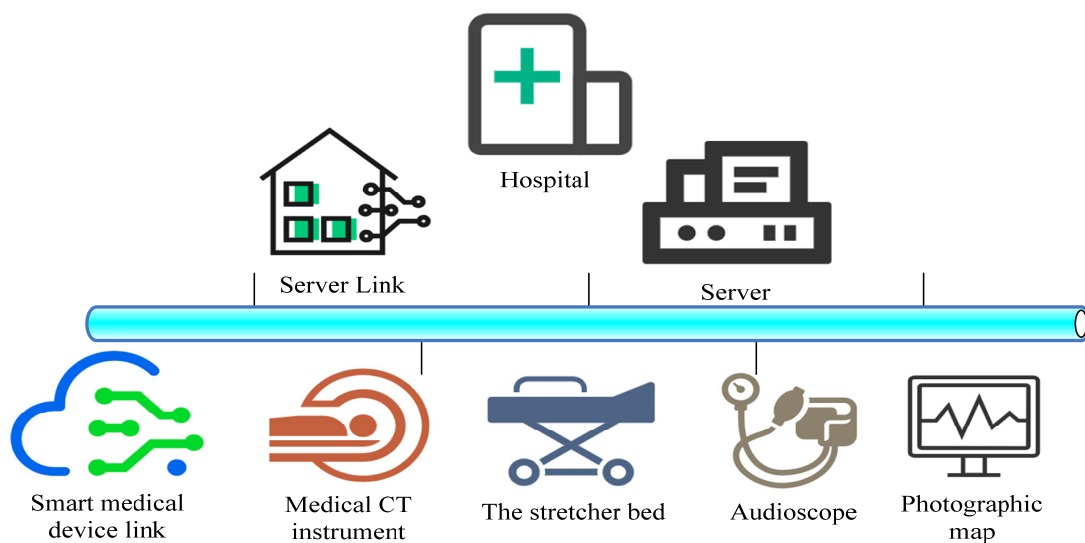 Hospital
Server Link
Server
Smart medical
device link
Medical CT
instrument
The stretcher bed
Audioscope
Photographic
map